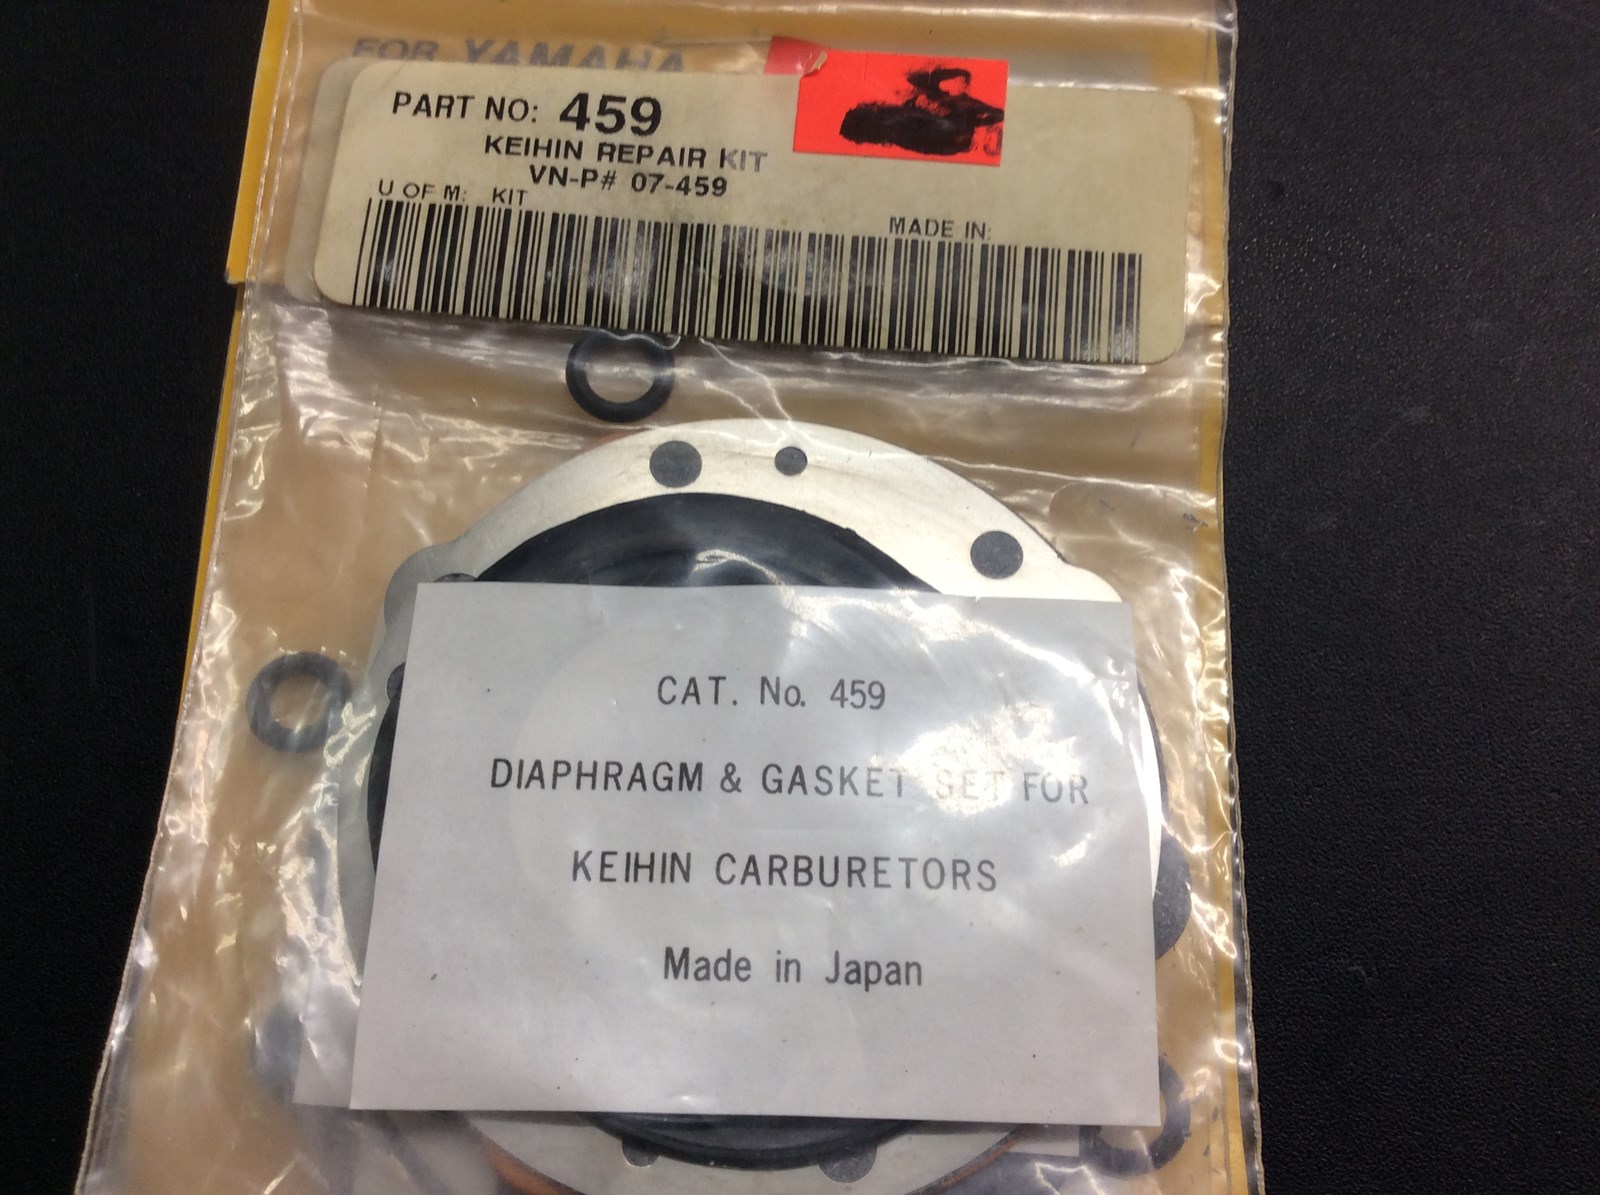 FOR YAMAHA
PART NO: 459
KEIHIN REPAIR KIT
VN-P# 07-459
U OF M: KIT
MADE IN:
CAT. No. 459
DIAPHRAGM & GASKET SET FOR
KEIHIN CARBURETORS
Made in Japan